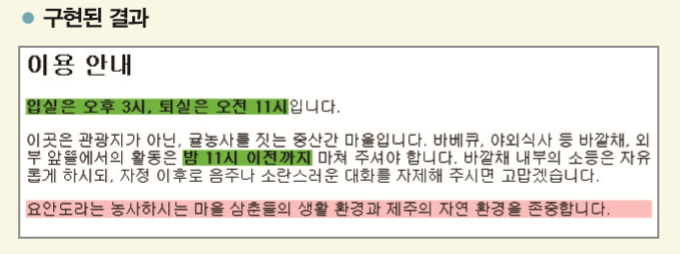 구현된 결과
이용 안내
입실은 오후 3시, 퇴실은 오전 11시입니다.
이곳은 관광지가 아닌, 귤농사를 짓는 중산간 마을입니다. 바베큐, 야외식사 등 바깥채, 외
부 앞뜰에서의 활동은 밤 11시 이전까지 마쳐 주셔야 합니다. 바깥채 내부의 소등은 자유
롭게 하시되, 자정 이후로 음주나 소란스러운 대화를 자제해 주시면 고맙겠습니다.
요안도라는 농사하시는 마을 삼춘들의 생활 환경과 제주의 자연 환경을 존중합니다.